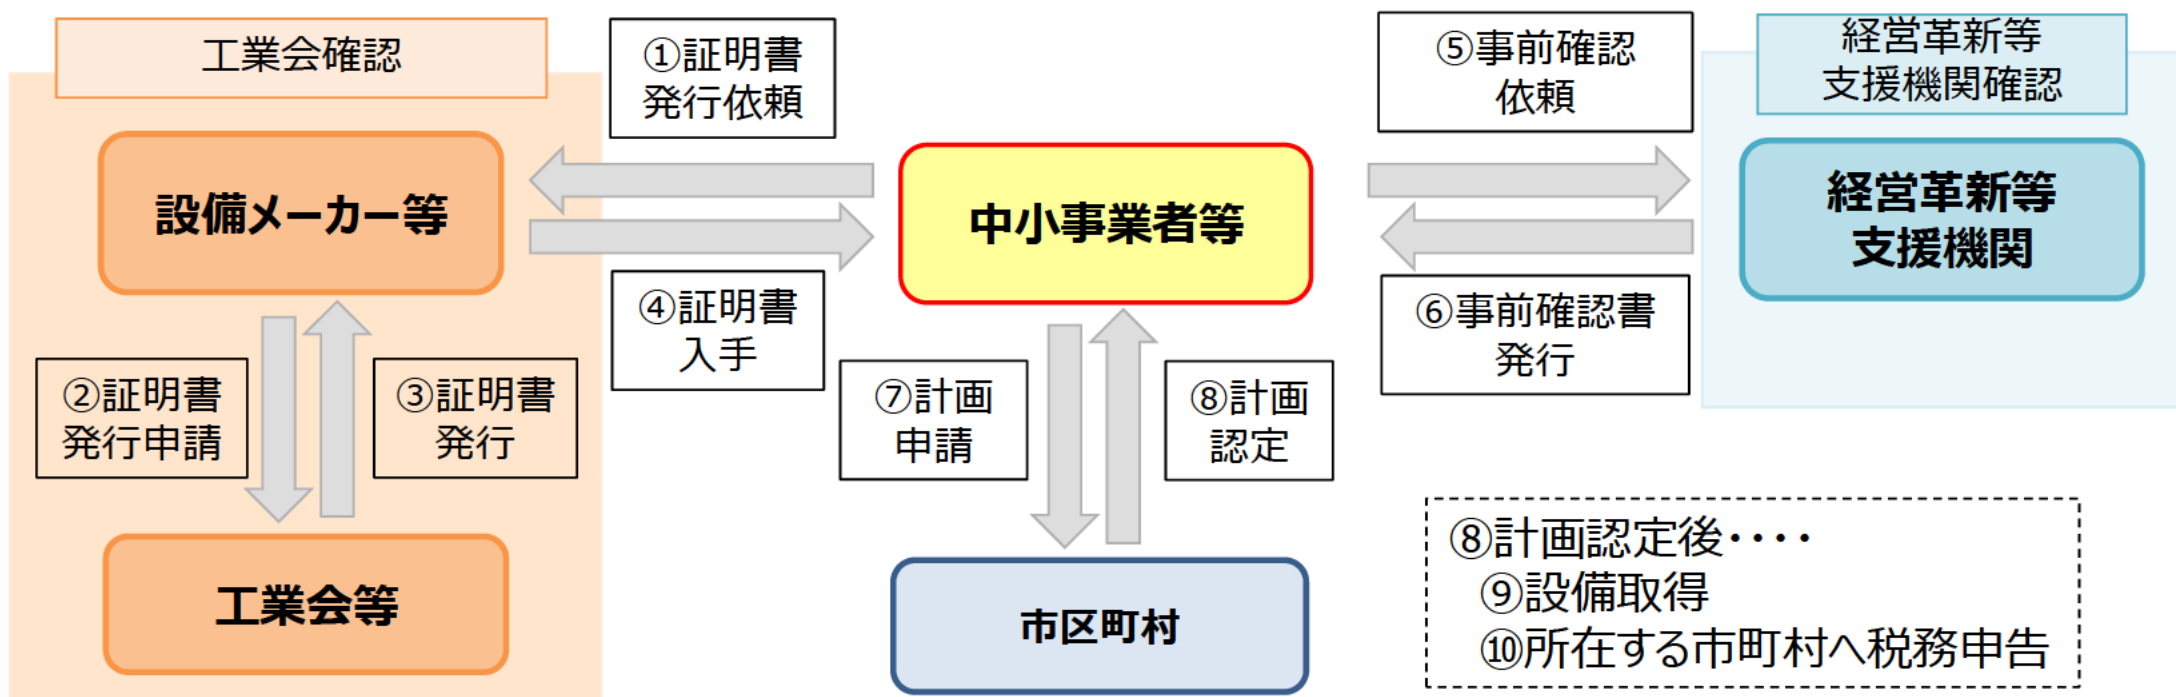 工業会確認
①証明書
発行依頼
⑤事前確認
依頼
経営革新等
支援機関確認
設備メーカー等
中小事業者等
経営革新等
支援機関
④証明書
入手
⑥事前確認書
発行
②証明書
発行申請
③証明書
発行
⑦計画
申請
⑧計画
認定
工業会等
市区町村
⑧計画認定後････
⑨設備取得
⑩所在する市町村へ税務申告